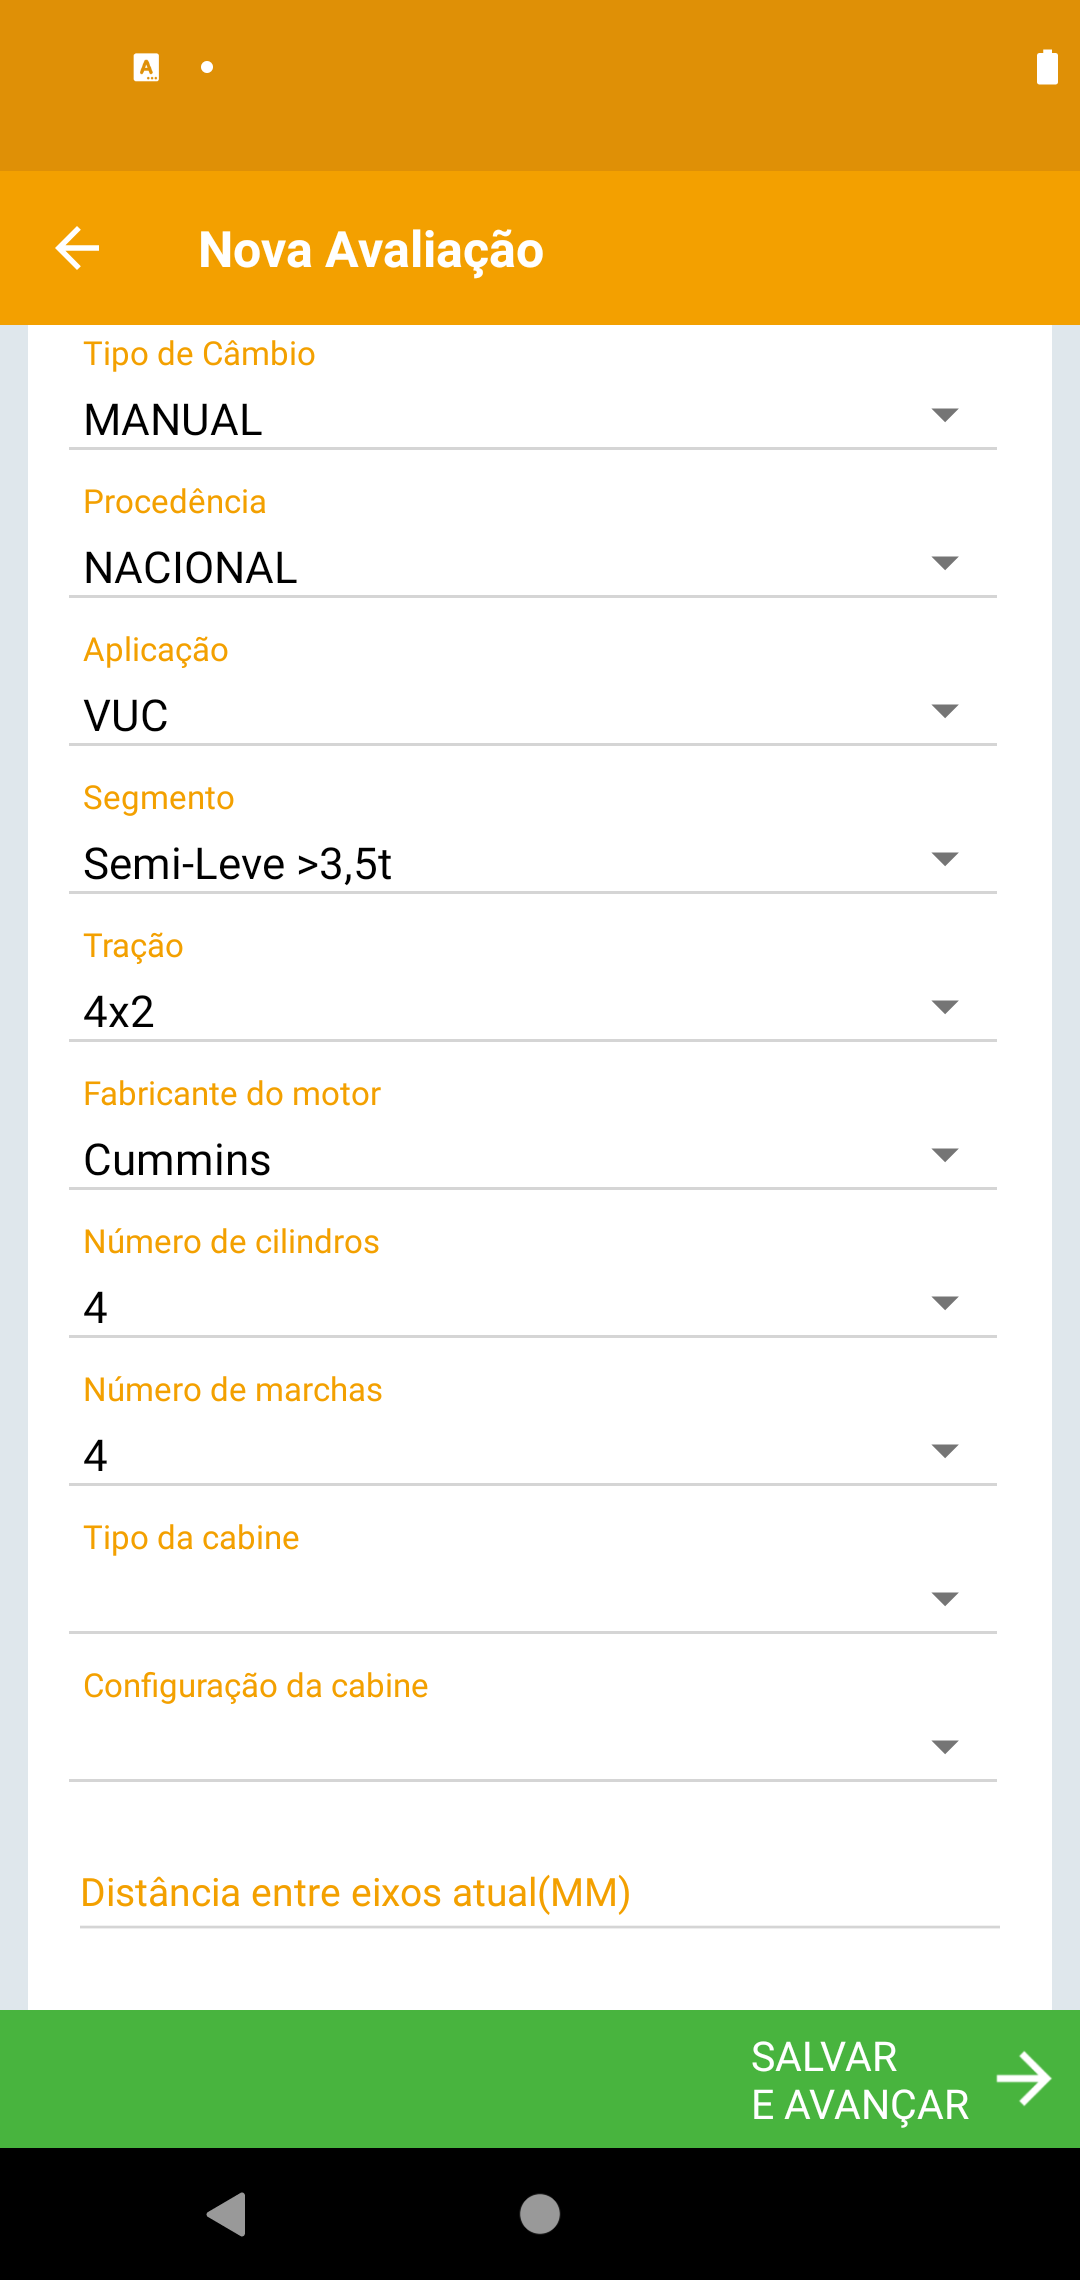 Nova Avaliação
Tipo de Câmbio
MANUAL
Procedência
NACIONAL
Aplicação
VUC
Segmento
Semi-Leve >3,5t
Tração
4x2
Fabricante do motor
Cummins
Número de cilindros
4
Número de marchas
4
Tipo da cabine
Configuração da cabine
Distância entre eixos atual(MM)
SALVAR
E AVANÇAR